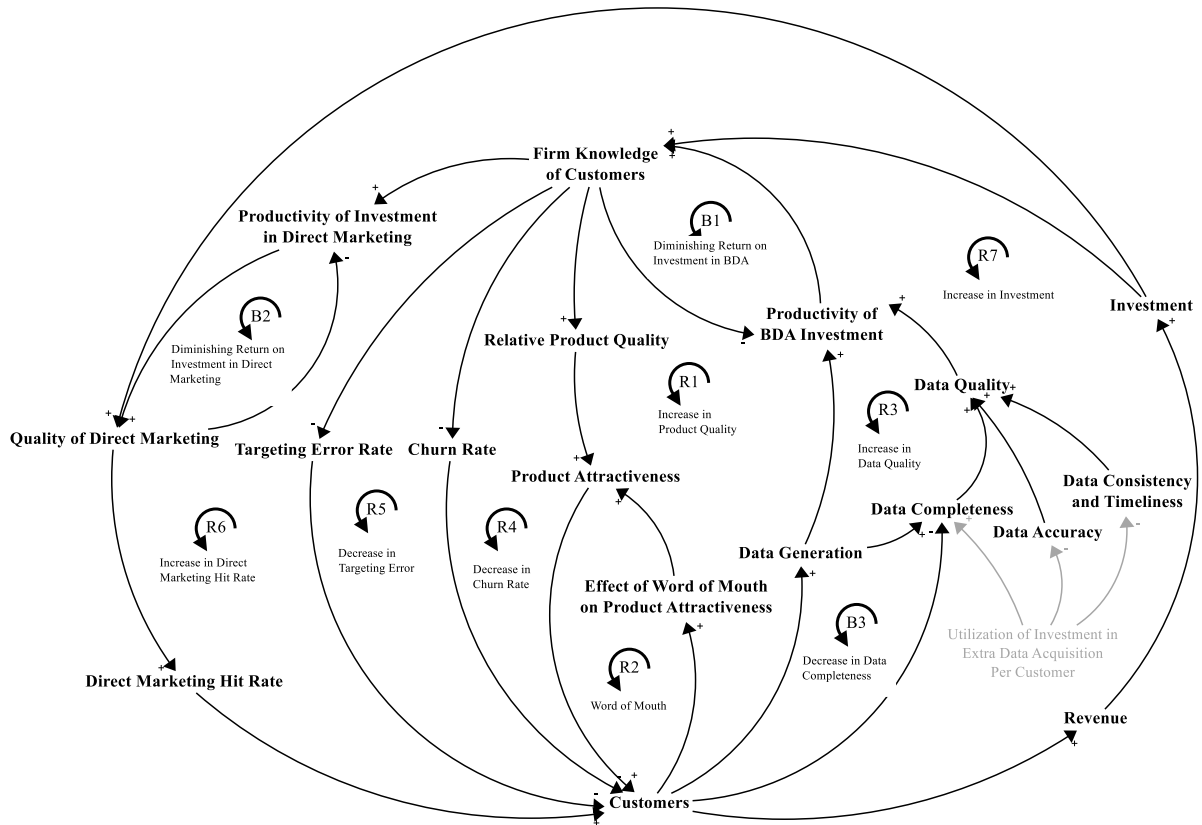 Firm Knowledge
of Customers
Productivity of Investment
in Direct Marketing
B1
Diminishing Return on
Investment in BDA
R7
Increase in Investment
Investment
B2
Diminishing Return on
Investment in Direct
Marketing
Relative Product Quality
Productivity of
BDA Investment
R1
Increase in
Product Quality
Data Quality
R3
Increase in
Data Quality
Quality of Direct Marketing
Targeting Error Rate
Churn Rate
Product Attractiveness
Data Consistency
and Timeliness
Data Completeness
Data Accuracy
R6
Increase in Direct
Marketing Hit Rate
R5
Decrease in
Targeting Error
R4
Decrease in
Churn Rate
Data Generation
Effect of Word of Mouth
on Product Attractiveness
B3
Decrease in Data
Completeness
Utilization of Investment in
Extra Data Acquisition
Per Customer
R2
Word of Mouth
Direct Marketing Hit Rate
Revenue
Customers